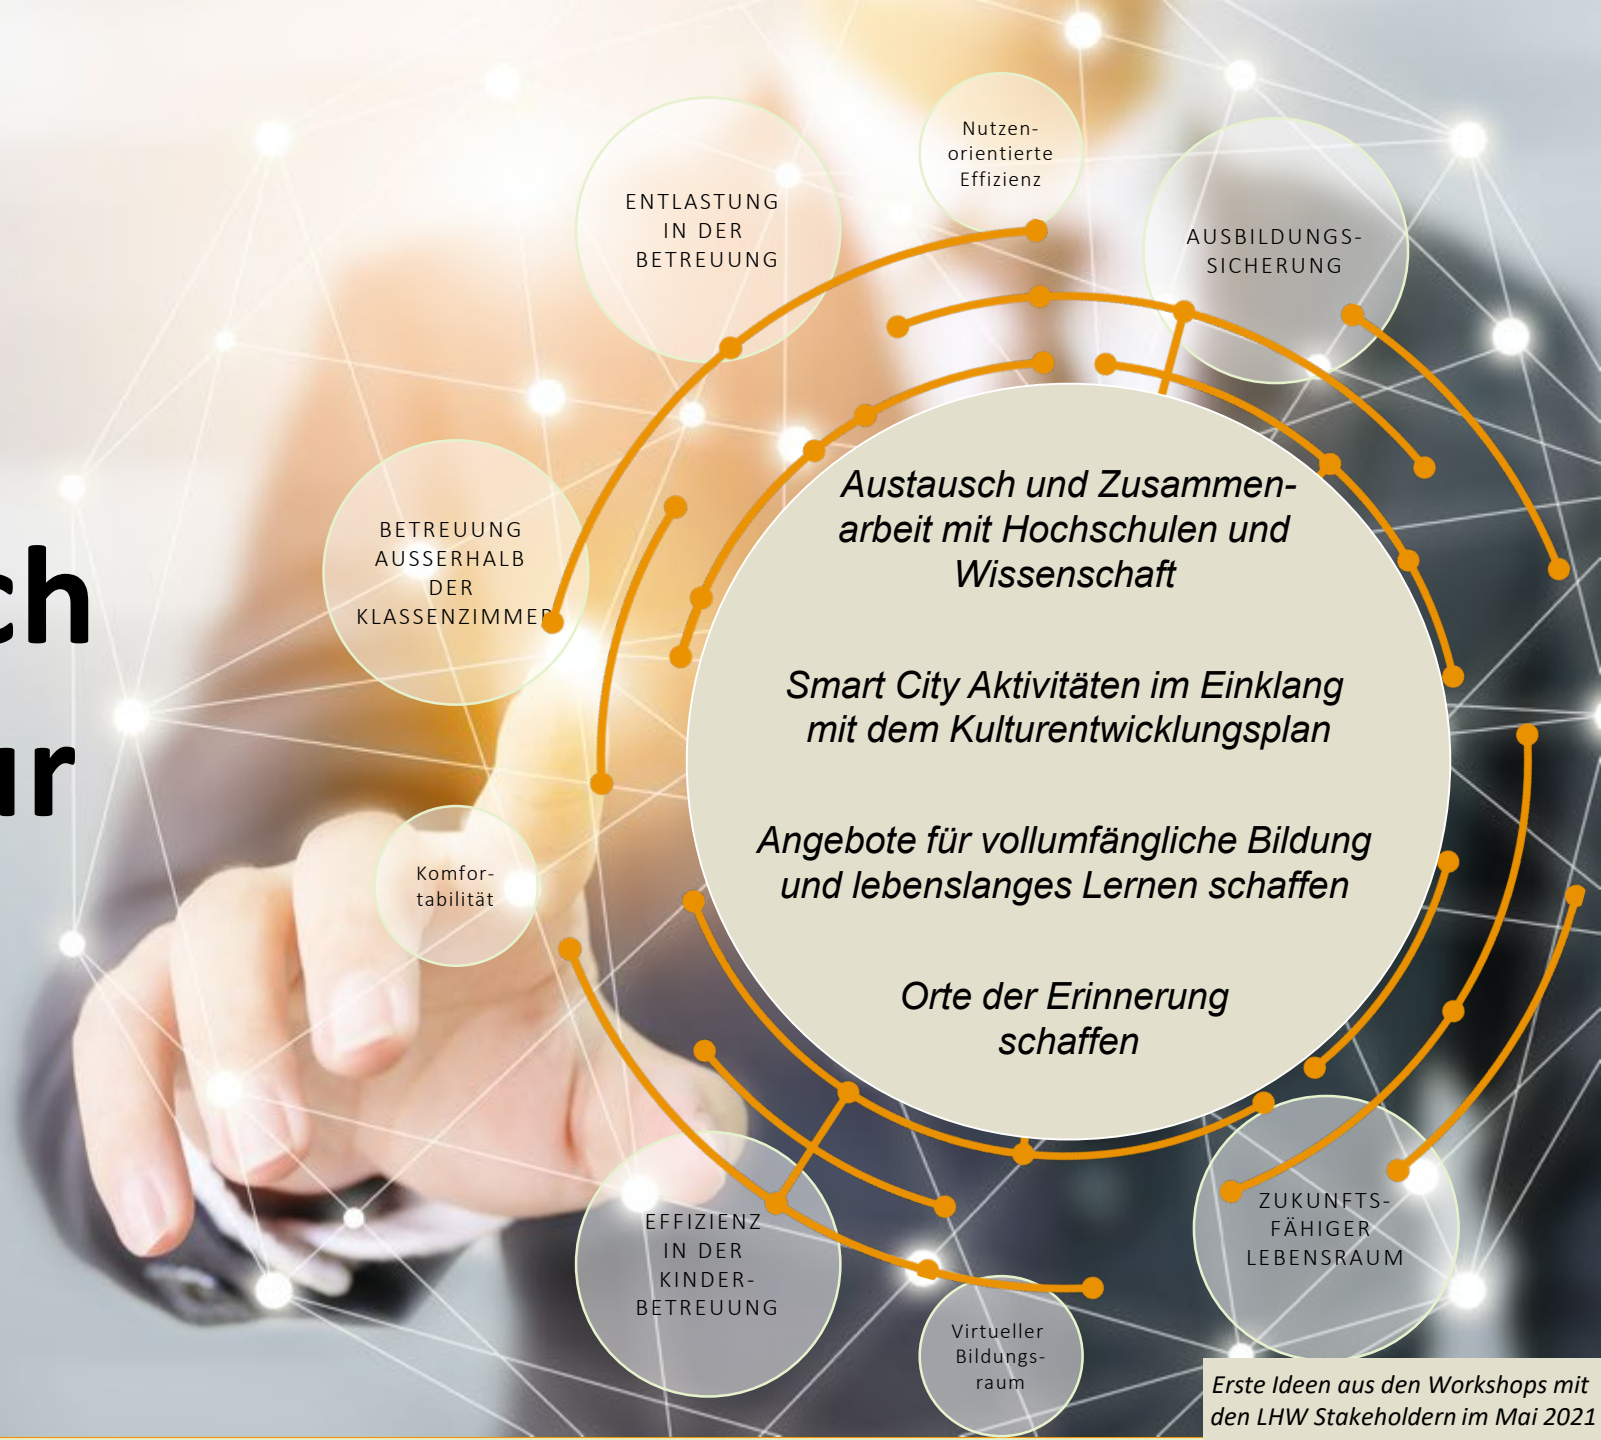 ch
ur
Nutzen-
orientierte
Effizienz
ENTLASTUNG
IN DER
BETREUUNG
AUSBILDUNGS-
SICHERUNG
BETREUUNG
AUSSERHALB
DER
KLASSENZIMMER
Komfor-
tabilität
Austausch und Zusammen-
arbeit mit Hochschulen und
Wissenschaft
Smart City Aktivitäten im Einklang
mit dem Kulturentwicklungsplan
Angebote für vollumfängliche Bildung
und lebenslanges Lernen schaffen
Orte der Erinnerung
schaffen
EFFIZIENZ
IN DER
KINDER-
BETREUUNG
Virtueller
Bildungs-
raum
ZUKUNFTS-
FÄHIGER
LEBENSRAUM
Erste Ideen aus den Workshops mit
den LHW Stakeholdern im Mai 2021